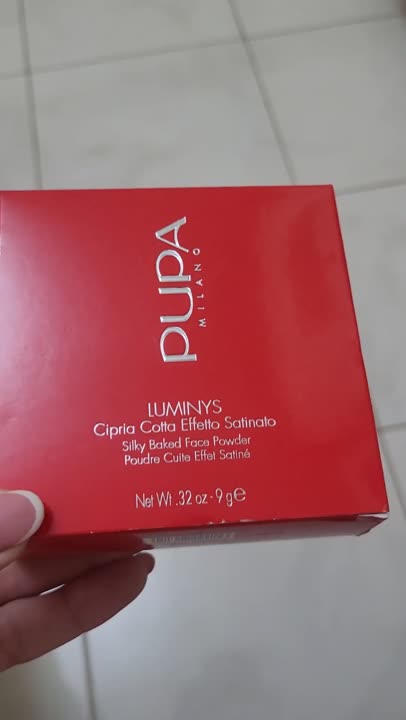 PUPA
MILANO
LUMINYS
Cipria Cotta Effetto Satinato
Silky Baked Face Powder
Poudre Cuite Effet Satiné
Net Wt .32 oz - 9 g e